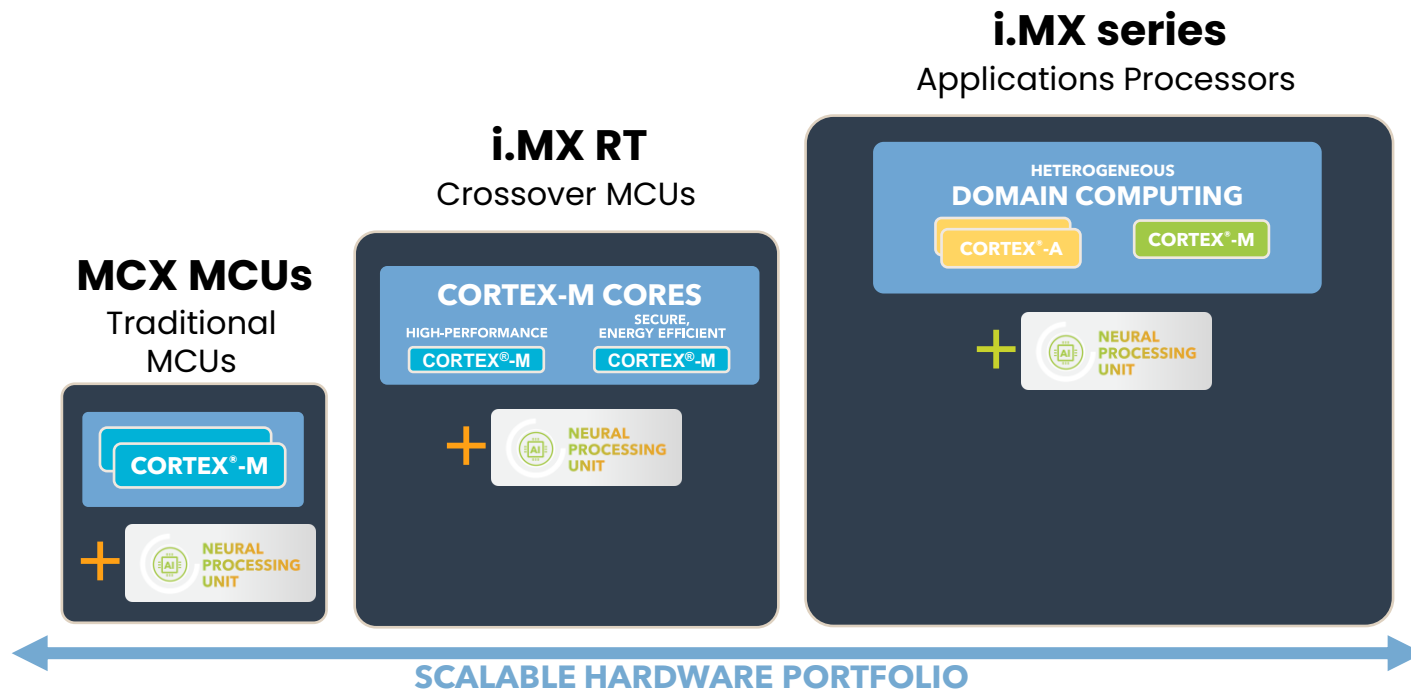 i.MX series
Applications Processors
i.MX RT
Crossover MCUs
MCX MCUs
Traditional
MCUs
HETEROGENEOUS
DOMAIN COMPUTING
CORTEX®-A
CORTEX®-M
+
AI
NEURAL
PROCESSING
UNIT
CORTEX-M CORES
HIGH-PERFORMANCE
CORTEX®-M
SECURE,
ENERGY EFFICIENT
CORTEX®-M
+
AI
NEURAL
PROCESSING
UNIT
CORTEX®-M
+
AI
NEURAL
PROCESSING
UNIT
SCALABLE HARDWARE PORTFOLIO